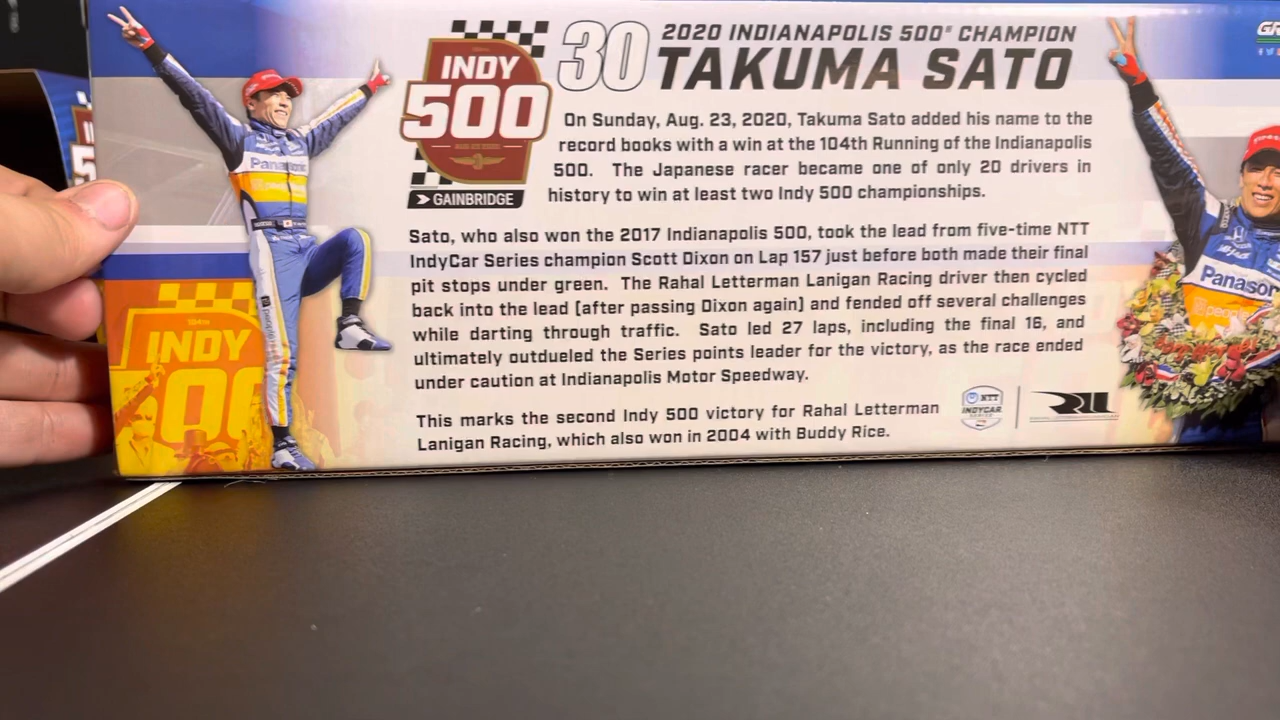 INDY
500
GAINBRIDGE
30
2020 INDIANAPOLIS 500® CHAMPION
TAKUMA SATO
On Sunday, Aug. 23, 2020, Takuma Sato added his name to the
record books with a win at the 104th Running of the Indianapolis
500. The Japanese racer became one of only 20 drivers in
history to win at least two Indy 500 championships.
Sato, who also won the 2017 Indianapolis 500, took the lead from five-time NTT
IndyCar Series champion Scott Dixon on Lap 157 just before both made their final
pit stops under green. The Rahal Letterman Lanigan Racing driver then cycled
back into the lead (after passing Dixon again) and fended off several challenges
while darting through traffic. Sato led 27 laps, including the final 16, and
ultimately outdueled the Series points leader for the victory, as the race ended
under caution at Indianapolis Motor Speedway.
This marks the second Indy 500 victory for Rahal Letterman
Lanigan Racing, which also won in 2004 with Buddy Rice.
NTT
INDYCAR
SERIES
RLL
Panasonic
Panason
INDY
00
GR